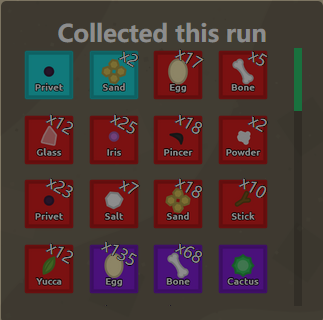 Collected this run
Privet
x2 Sand
x17 Egg
x5 Bone
x12 Glass
x25 Iris
x18 Pincer
x2 Powder
x23 Privet
x7 Salt
x18 Sand
x10 Stick
x12 Yucca
x135 Egg
x68 Bone
Cactus